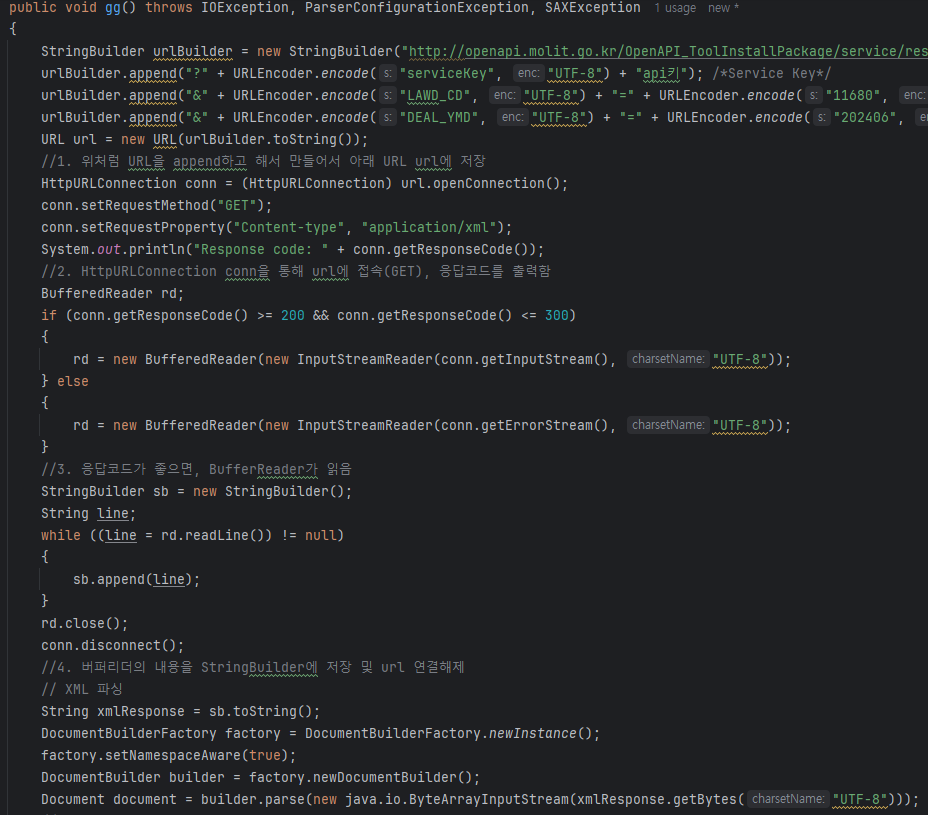 public void gg() throws IOException, ParserConfigurationException, SAXException 1 usage new *
{
StringBuilder urlBuilder = new StringBuilder("http://openapi.molit.go.kr/OpenAPI_ToolInstallPackage/service/res
urlBuilder.append("?" + URLEncoder.encode( s: "serviceKey", enc: "UTF-8") + "api키"); /*Service Key*/
urlBuilder.append("&" + URLEncoder.encode( s: "LAWD_CD", enc: "UTF-8") + "=" + URLEncoder.encode( s: "11680", enc:
urlBuilder.append("&" + URLEncoder.encode( s: "DEAL_YMD", enc: "UTF-8") + "=" + URLEncoder.encode( s: "202406", e
URL url = new URL(urlBuilder.toString());
//1. 위처럼 URL을 append하고 해서 만들어서 아래 URL url에 저장
HttpURLConnection conn = (HttpURLConnection) url.openConnection();
conn.setRequestMethod("GET");
conn.setRequestProperty("Content-type", "application/xml");
System.out.println("Response code: " + conn.getResponseCode());
//2. HttpURLConnection conn을 통해 url에 접속(GET), 응답코드를 출력함
BufferedReader rd;
if (conn.getResponseCode() >= 200 && conn.getResponseCode() <= 300)
{
rd = new BufferedReader(new InputStreamReader(conn.getInputStream(), charsetName: "UTF-8"));
} else
{
rd = new BufferedReader(new InputStreamReader(conn.getErrorStream(), charsetName: "UTF-8"));
}
//3. 응답코드가 좋으면, BufferReader가 읽음
StringBuilder sb = new StringBuilder();
String line;
while ((line = rd.readLine()) != null)
{
sb.append(line);
}
rd.close();
conn.disconnect();
//4. 버퍼리더의 내용을 StringBuilder에 저장 및 url 연결해제
// XML 파싱
String xmlResponse = sb.toString();
DocumentBuilderFactory factory = DocumentBuilderFactory.newInstance();
factory.setNamespaceAware(true);
DocumentBuilder builder = factory.newDocumentBuilder();
Document document = builder.parse(new java.io.ByteArrayInputStream(xmlResponse.getBytes( charsetName: "UTF-8")));